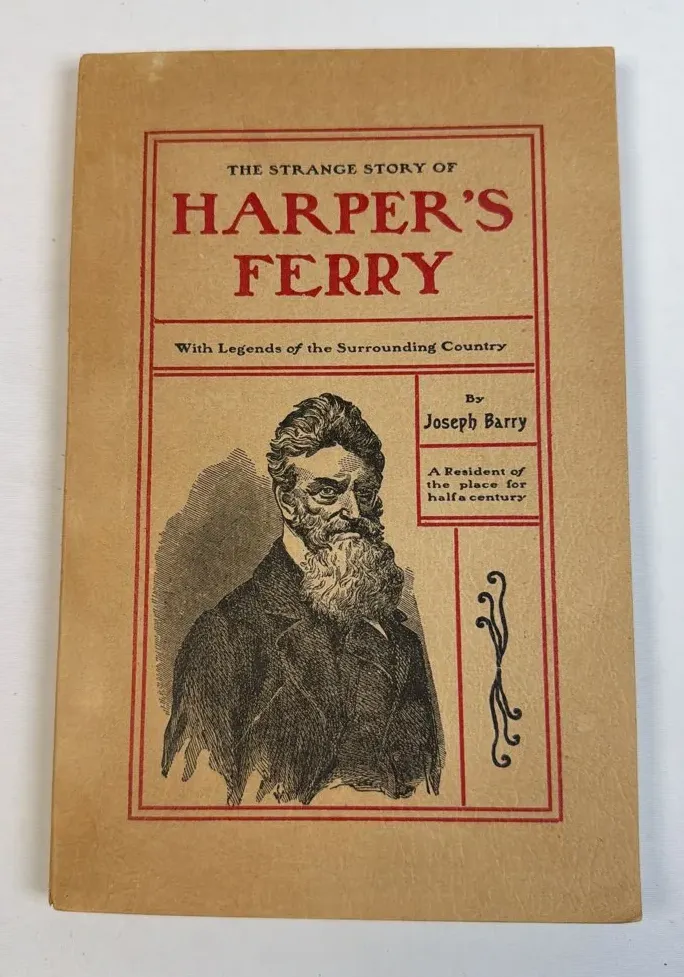 THE STRANGE STORY OF
HARPER'S
FERRY
With Legends of the Surrounding Country
By
Joseph Barry
A Resident of
the place for
half a century